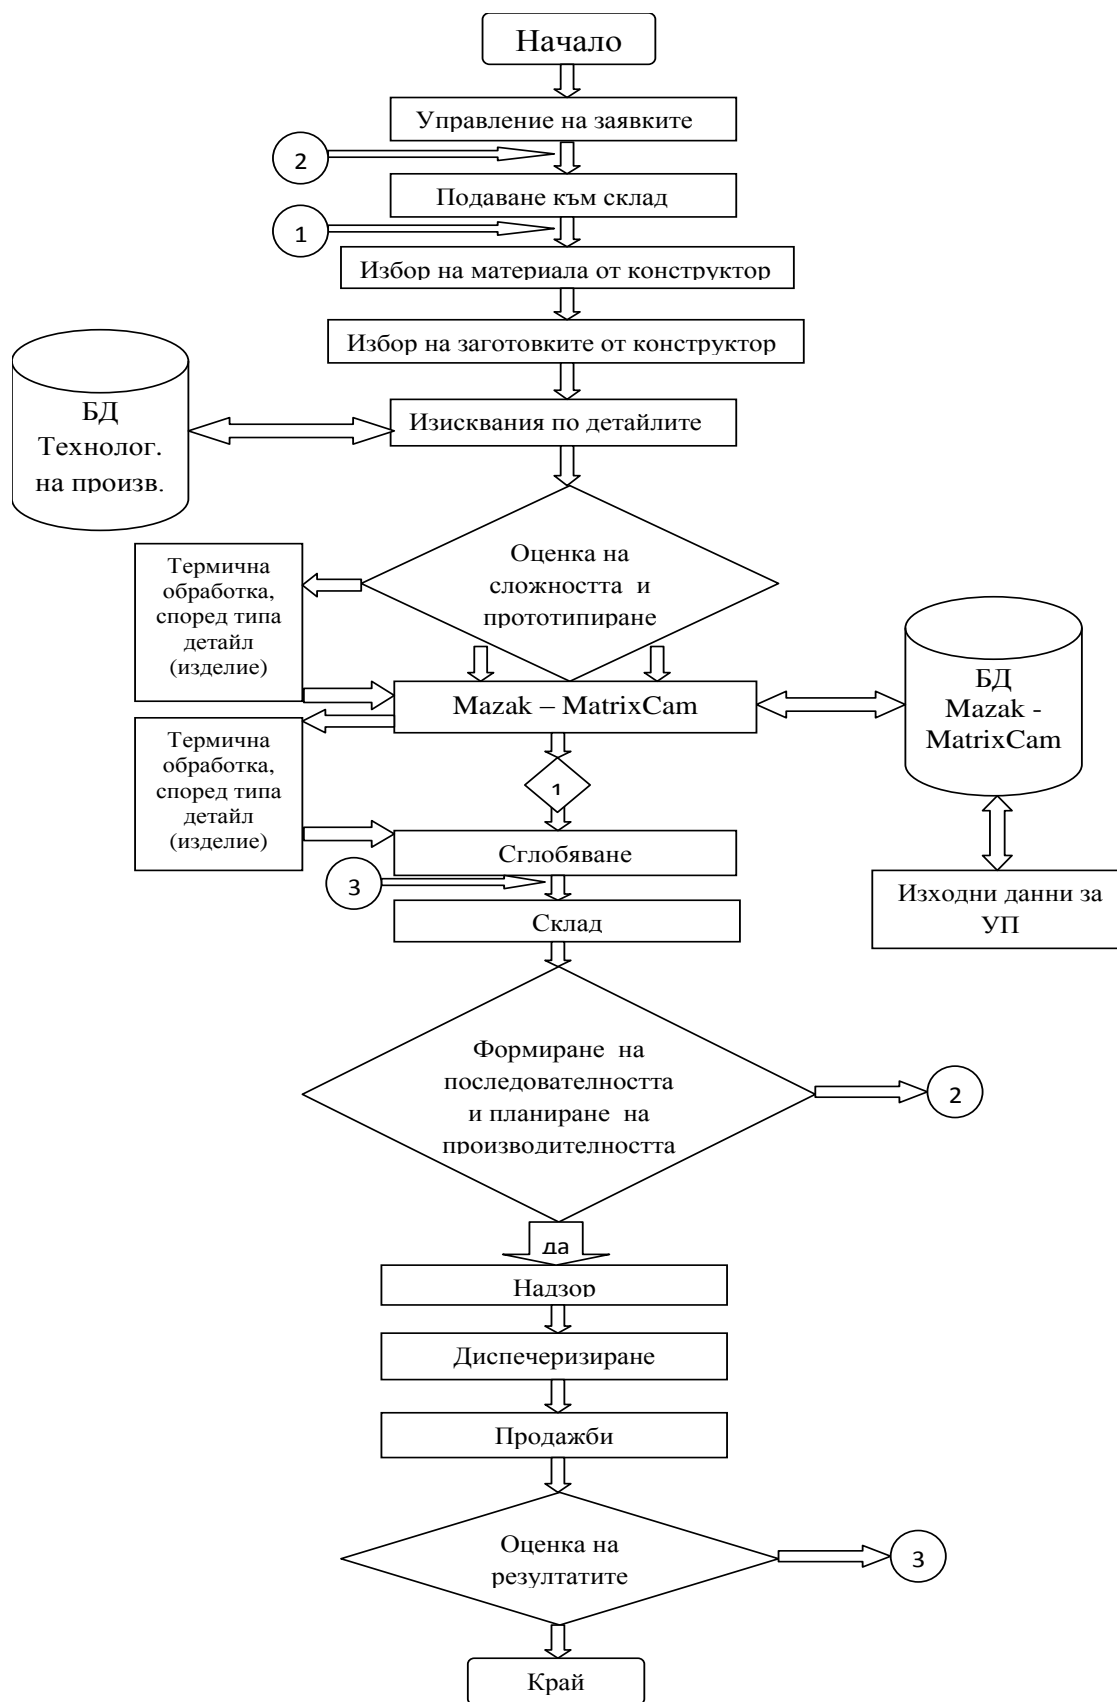 Начало
Управление на заявките
2
Подаване към склад
1
Избор на материала от конструктор
Избор на заготовките от конструктор
БД
Технолог.
на произв.
Изисквания по детайлите
Оценка на
сложността и
прототипиране
Термична
обработка,
според типа
детайл
(изделие)
Mazak – MatrixCam
БД
Mazak -
MatrixCam
Термична
обработка,
според типа
детайл
(изделие)
1
Сглобяване
3
Склад
Изходни данни за
УП
Формиране на
последователността
и планиране на
производителността
2
да
Надзор
Диспечеризиране
Продажби
Оценка на
резултатите
3
Край